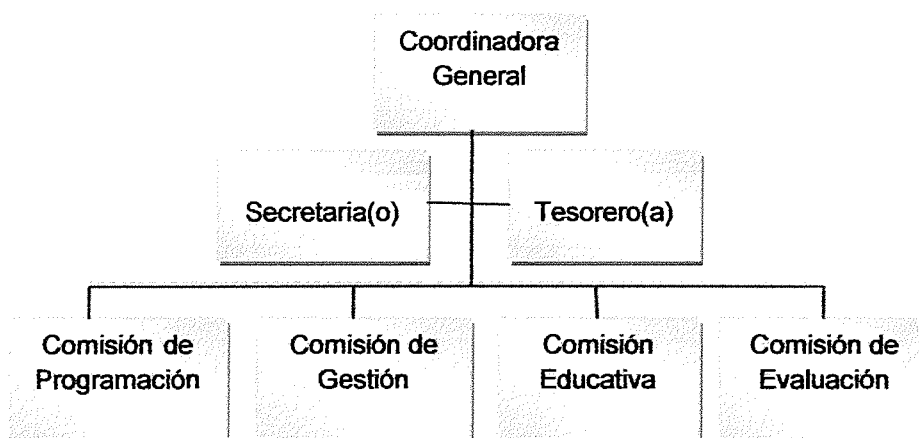 Coordinadora
General
Secretaria(o)
Tesorero(a)
Comisión de
Programación
Comisión de
Gestión
Comisión
Educativa
Comisión de
Evaluación